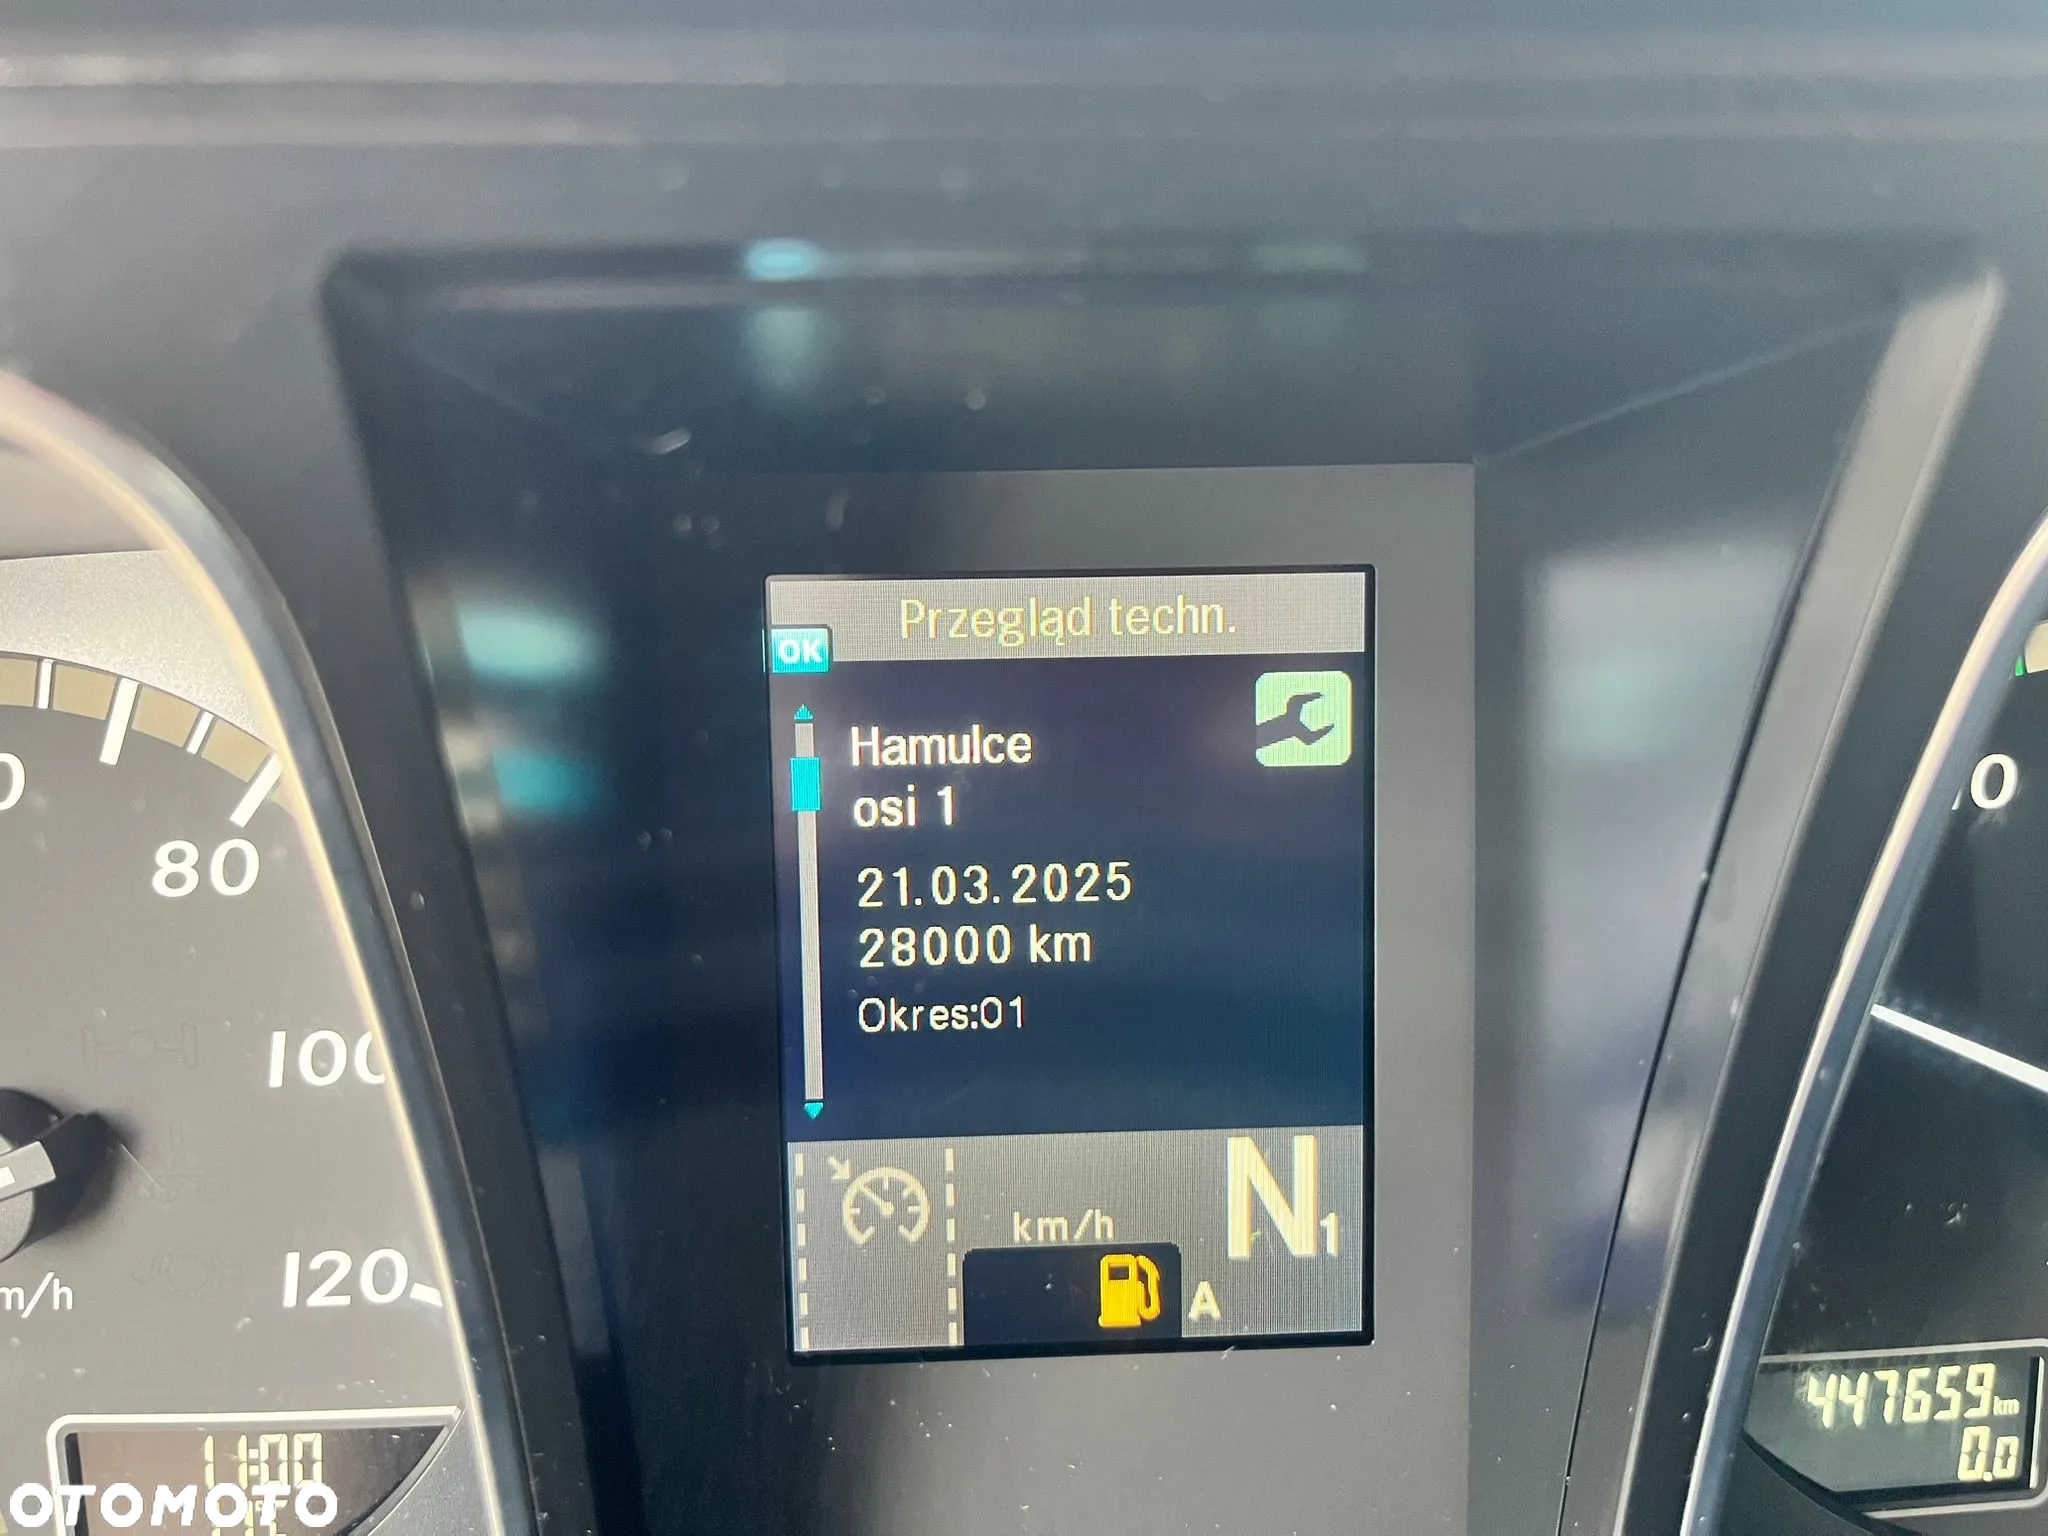 Przegląd techn.
OK
Hamulce
osi 1
21.03.2025
28000 km
Okres:01
km/h
N1
A
80
100
120
m/h
11:00
447659 km
0.0
OTOMOTO